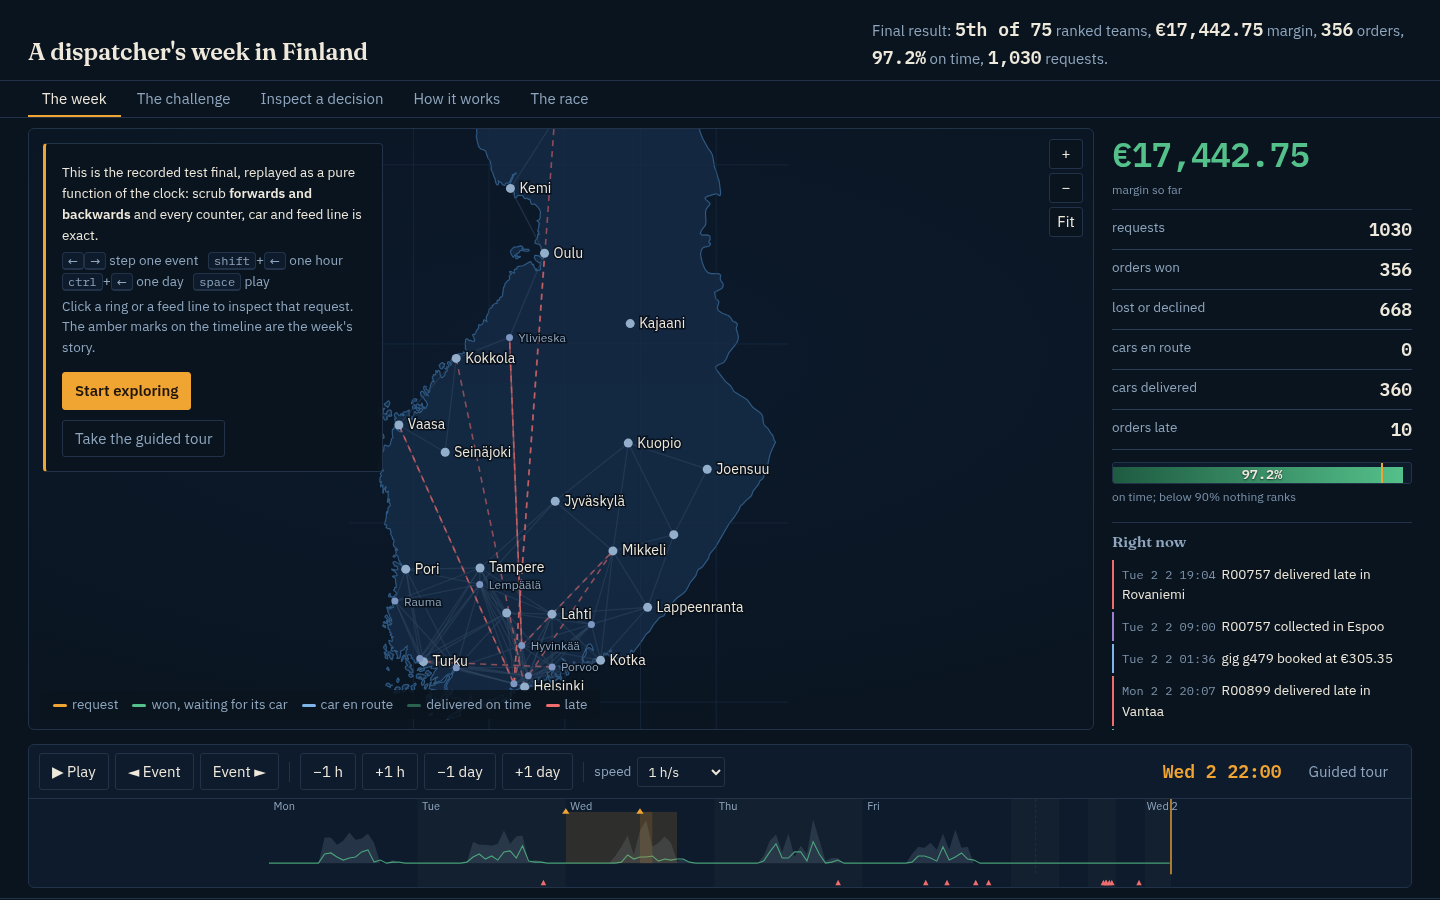 A dispatcher's week in Finland
Final result: 5th of 75 ranked teams, €17,442.75 margin, 356 orders,
97.2% on time, 1,030 requests.
The week
The challenge
Inspect a decision
How it works
The race
This is the recorded test final, replayed as a pure
function of the clock: scrub forwards and
backwards and every counter, car and feed line is
exact.
← → step one event shift+← one hour
ctrl+← one day space play
Click a ring or a feed line to inspect that request.
The amber marks on the timeline are the week's
story.
Start exploring
Take the guided tour
+
−
Fit
Kemi
Oulu
Kajaani
Ylivieska
Kokkola
Vaasa
Seinäjoki
Kuopio
Joensuu
Jyväskylä
Mikkeli
Pori
Tampere
Lempäälä
Rauma
Lahti
Lappeenranta
Hyvinkää
Turku
Porvoo
Kotka
Helsinki
request
won, waiting for its car
car en route
delivered on time
late
€17,442.75
margin so far
requests 1030
orders won 356
lost or declined 668
cars en route 0
cars delivered 360
orders late 10
97.2%
on time; below 90% nothing ranks
Right now
Tue 2 2 19:04 R00757 delivered late in
Rovaniemi
Tue 2 2 09:00 R00757 collected in Espoo
Tue 2 2 01:36 gig g479 booked at €305.35
Mon 2 2 20:07 R00899 delivered late in
Vantaa
▶ Play
◄ Event
Event ►
−1 h
+1 h
−1 day
+1 day
speed
1 h/s
Wed 2 22:00
Guided tour
Mon
Tue
Wed
Thu
Fri
Wed 2